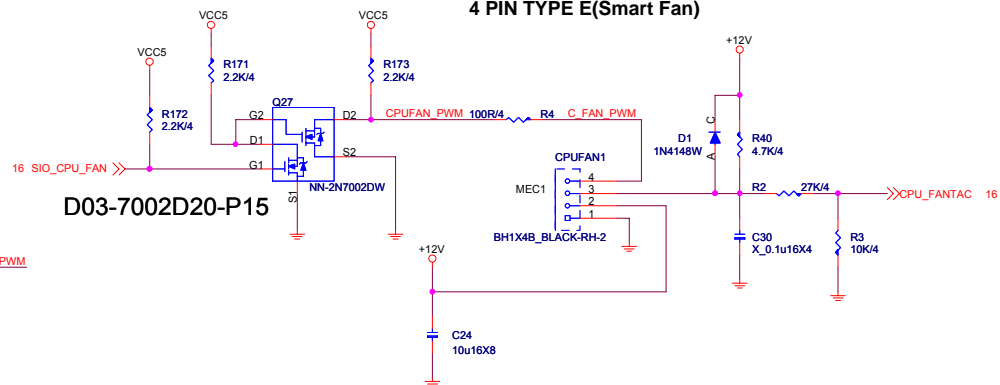 4 PIN TYPE E(Smart Fan)
VCC5
VCC5
VCC5
+12V
R171
2.2K/4
R173
2.2K/4
R172
2.2K/4
Q27
G2
D2
D1
S2
G1
S1
NN-2N7002DW
CPUFAN_PWM
100R/4
R4
C_FAN_PWM
D1
1N4148W
C
A
R40
4.7K/4
16 SIO_CPU_FAN
D03-7002D20-P15
CPUFAN1
MEC1
4
3
2
1
BH1X4B_BLACK-RH-2
R2
27K/4
CPU_FANTAC 16
C30
X_0.1u16X4
R3
10K/4
PWM
+12V
C24
10u16X8